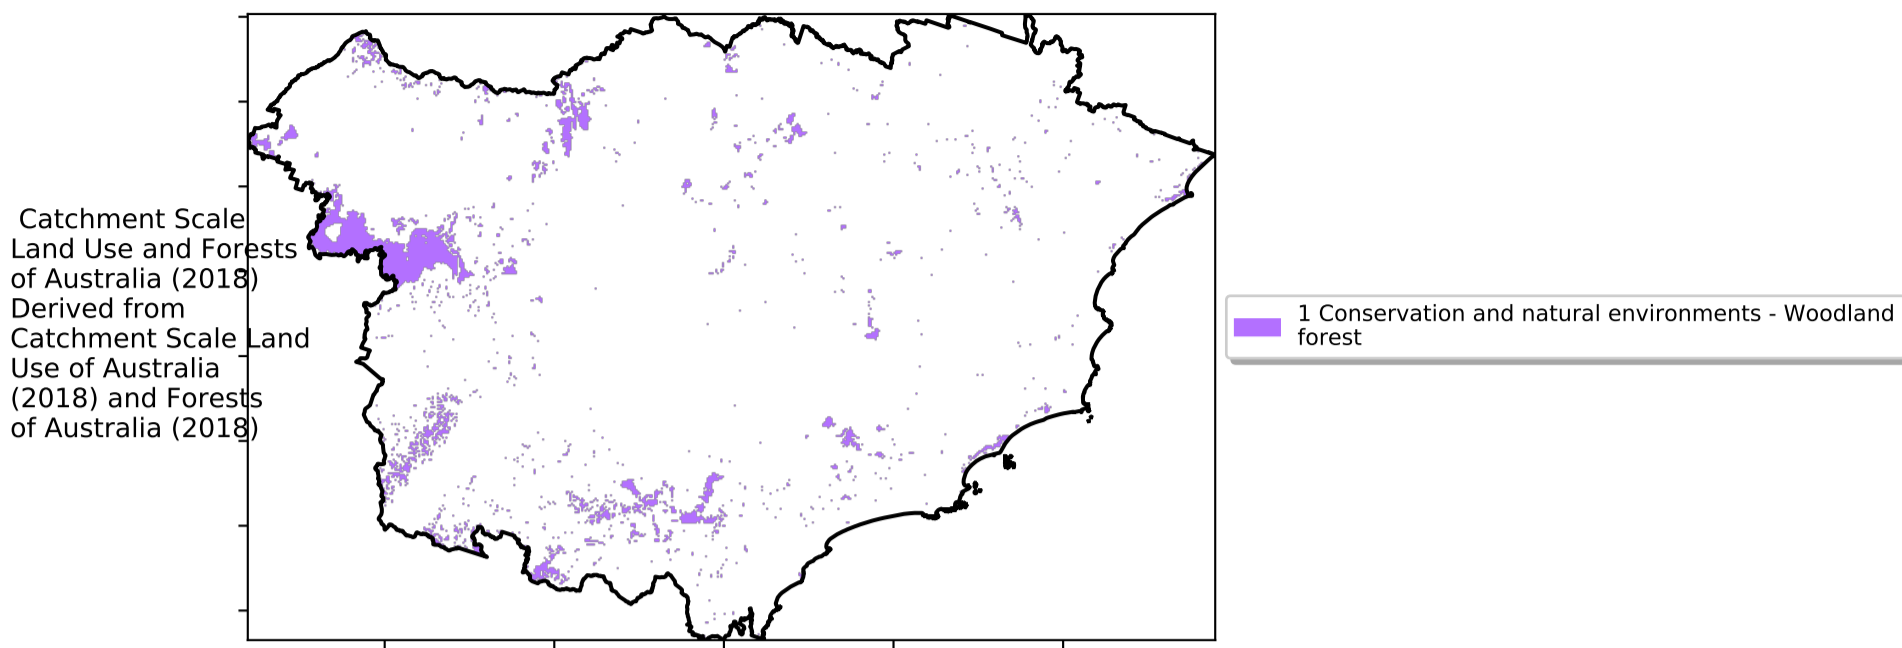 Catchment Scale
Land Use and Forests
of Australia (2018)
Derived from
Catchment Scale Land
Use of Australia
(2018) and Forests
of Australia (2018)
1 Conservation and natural environments - Woodland
forest